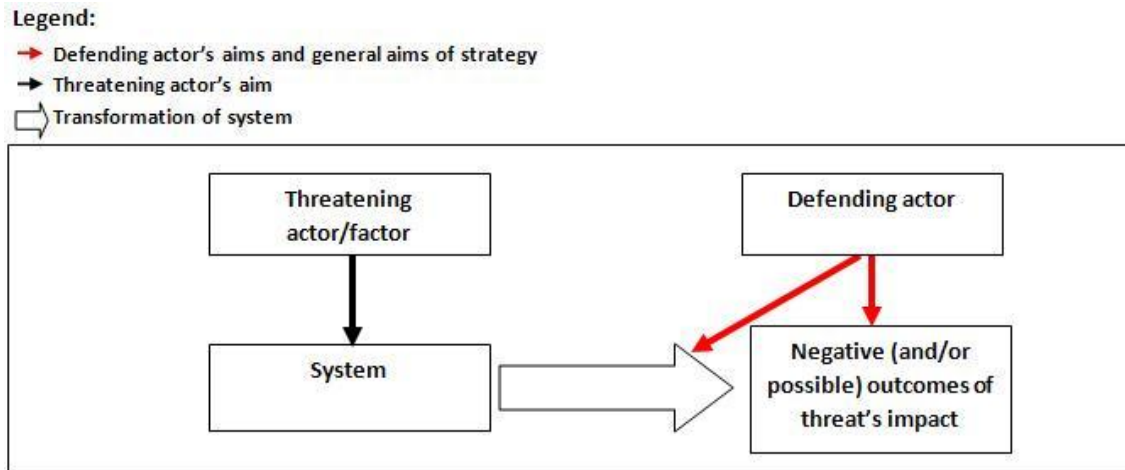 Legend:
Defending actor's aims and general aims of strategy
Threatening actor's aim
Transformation of system
Threatening
actor/factor
Defending actor
System
Negative (and/or
possible) outcomes of
threat's impact